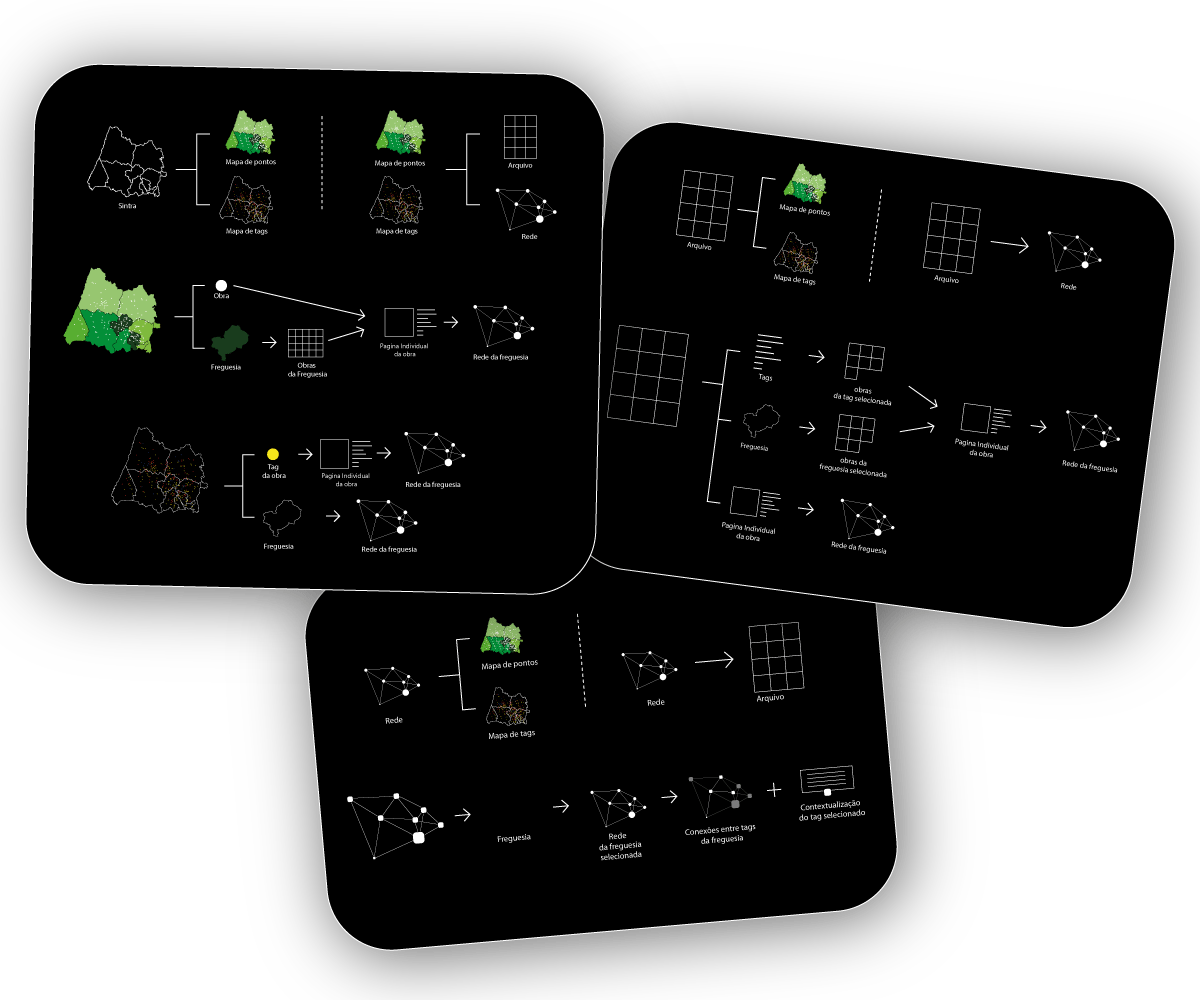 Mapa de pontos
Sintra
Mapa de tags
Mapa de pontos
Mapa de tags
Arquivo
Rede
Obra
Freguesia
Obras
da Freguesia
Pagina Individual
da obra
Rede da freguesia
Tag
da obra
Pagina Individual
da obra
Rede da freguesia
Freguesia
Rede da freguesia
Arquivo
Mapa de pontos
Mapa de tags
Arquivo
Rede
Tags
obras
da tag selecionada
Freguesia
obras da
freguesia selecionada
Pagina Individual
da obra
Rede da freguesia
Pagina Individual
da obra
Rede da freguesia
Rede
Mapa de pontos
Mapa de tags
Rede
Arquivo
Freguesia
Rede
da freguesia
selecionada
Conexões entre tags
da freguesia
Contextualização
do tag selecionado